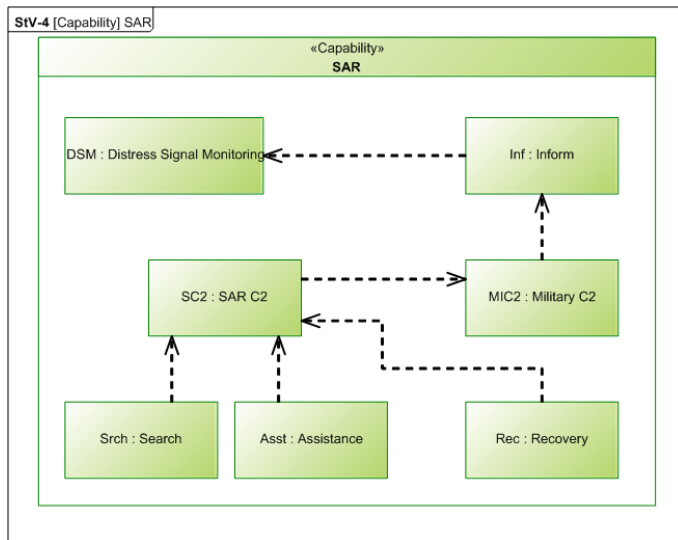 StV-4 [Capability] SAR
«Capability»
SAR
DSM : Distress Signal Monitoring
Inf : Inform
SC2 : SAR C2
MIC2 : Military C2
Srch : Search
Asst : Assistance
Rec : Recovery